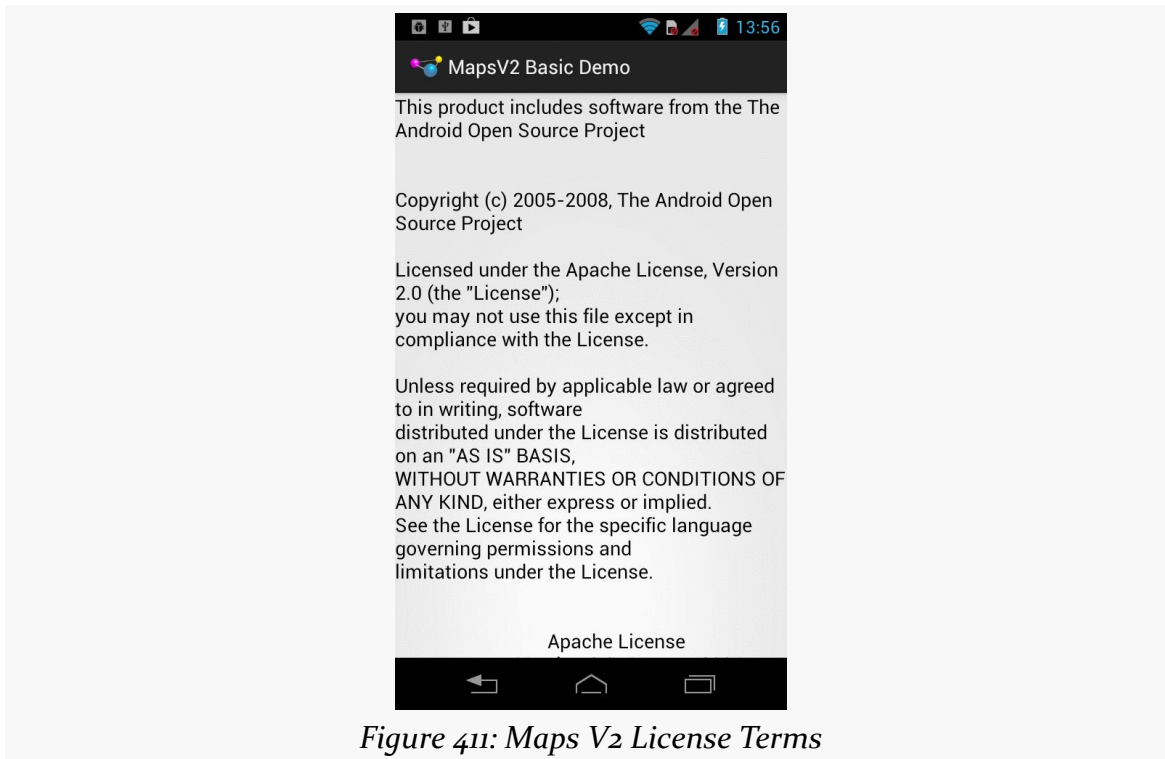 13:56
MapsV2 Basic Demo
This product includes software from the The
Android Open Source Project
Copyright (c) 2005-2008, The Android Open
Source Project
Licensed under the Apache License, Version
2.0 (the "License");
you may not use this file except in
compliance with the License.
Unless required by applicable law or agreed
to in writing, software
distributed under the License is distributed
on an "AS IS" BASIS,
WITHOUT WARRANTIES OR CONDITIONS OF
ANY KIND, either express or implied.
See the License for the specific language
governing permissions and
limitations under the License.
Apache License
Figure 411: Maps V2 License Terms